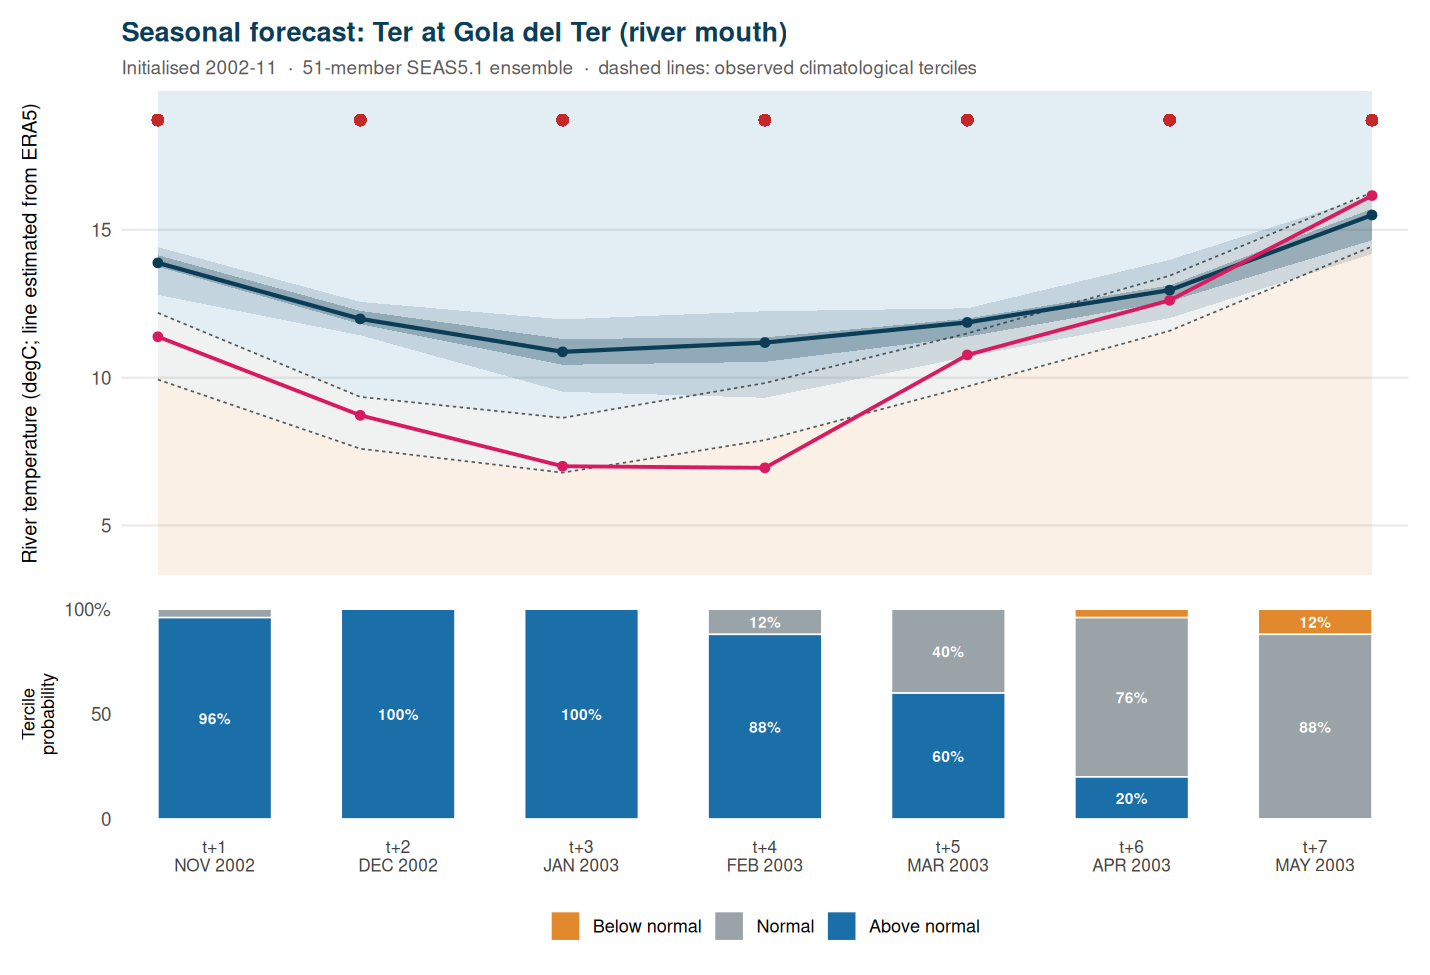 Seasonal forecast: Ter at Gola del Ter (river mouth)
Initialised 2002-11 · 51-member SEAS5.1 ensemble · dashed lines: observed climatological terciles
River temperature (degC; line estimated from ERA5)
15
10
5
100%
50
0
Tercile
probability
12%
12%
40%
76%
96%
100%
100%
88%
88%
60%
20%
t+1
NOV 2002
t+2
DEC 2002
t+3
JAN 2003
t+4
FEB 2003
t+5
MAR 2003
t+6
APR 2003
t+7
MAY 2003
Below normal
Normal
Above normal